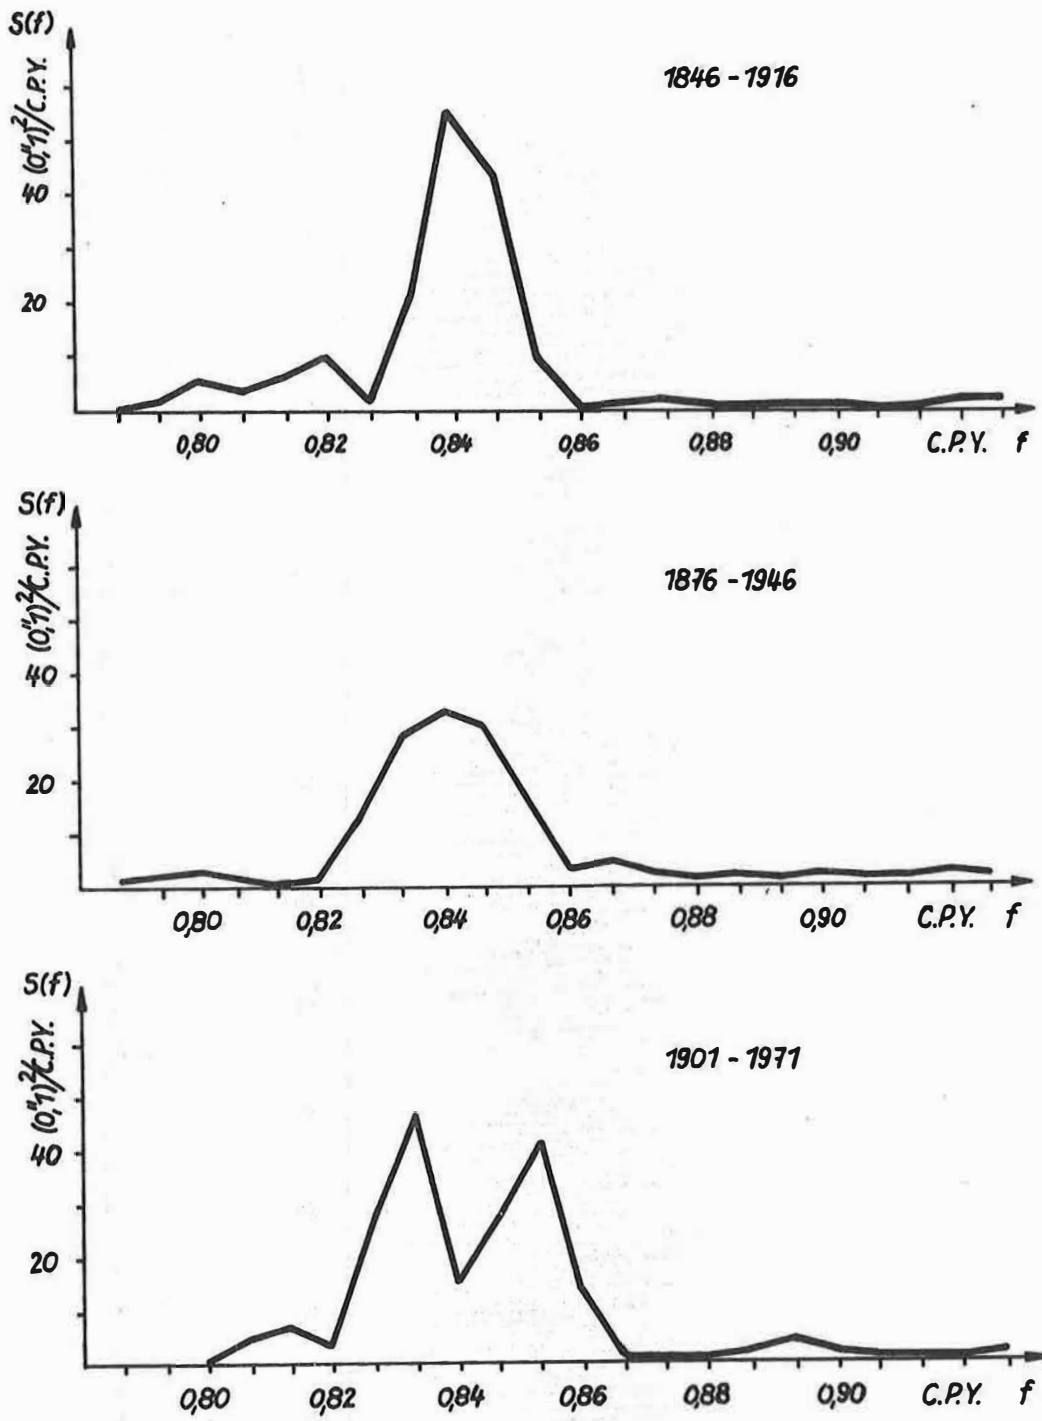 S(f)
(0",1)²/C.P.Y.
1846 - 1916
40
20
0,80 0,82 0,84 0,86 0,88 0,90 C.P.Y. f
S(f)
(0",1)²/C.P.Y.
1876 - 1946
40
20
0,80 0,82 0,84 0,86 0,88 0,90 C.P.Y. f
S(f)
(0",1)²/C.P.Y.
1901 - 1971
40
20
0,80 0,82 0,84 0,86 0,88 0,90 C.P.Y. f